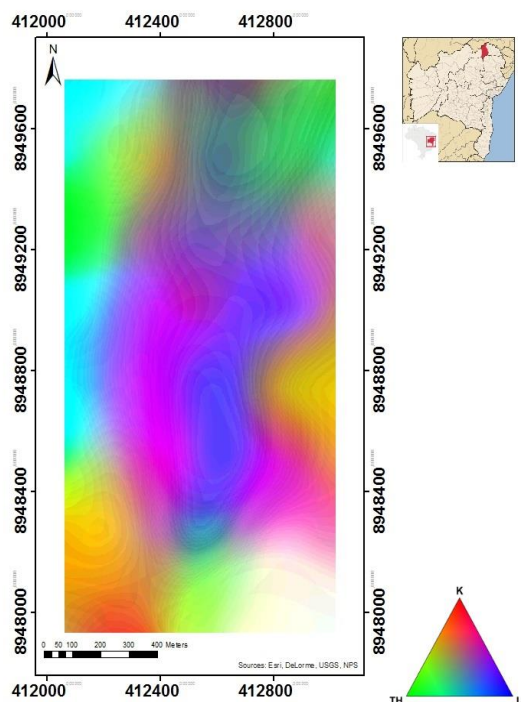 412000 412400 412800
N
8949600 8949600
8949200 8949200
8948800 8948800
8948400 8948400
8948000 8948000
0 50 100 200 300 400 Meters
Sources: Esri, DeLorme, USGS, NPS
412000 412400 412800
K
TH